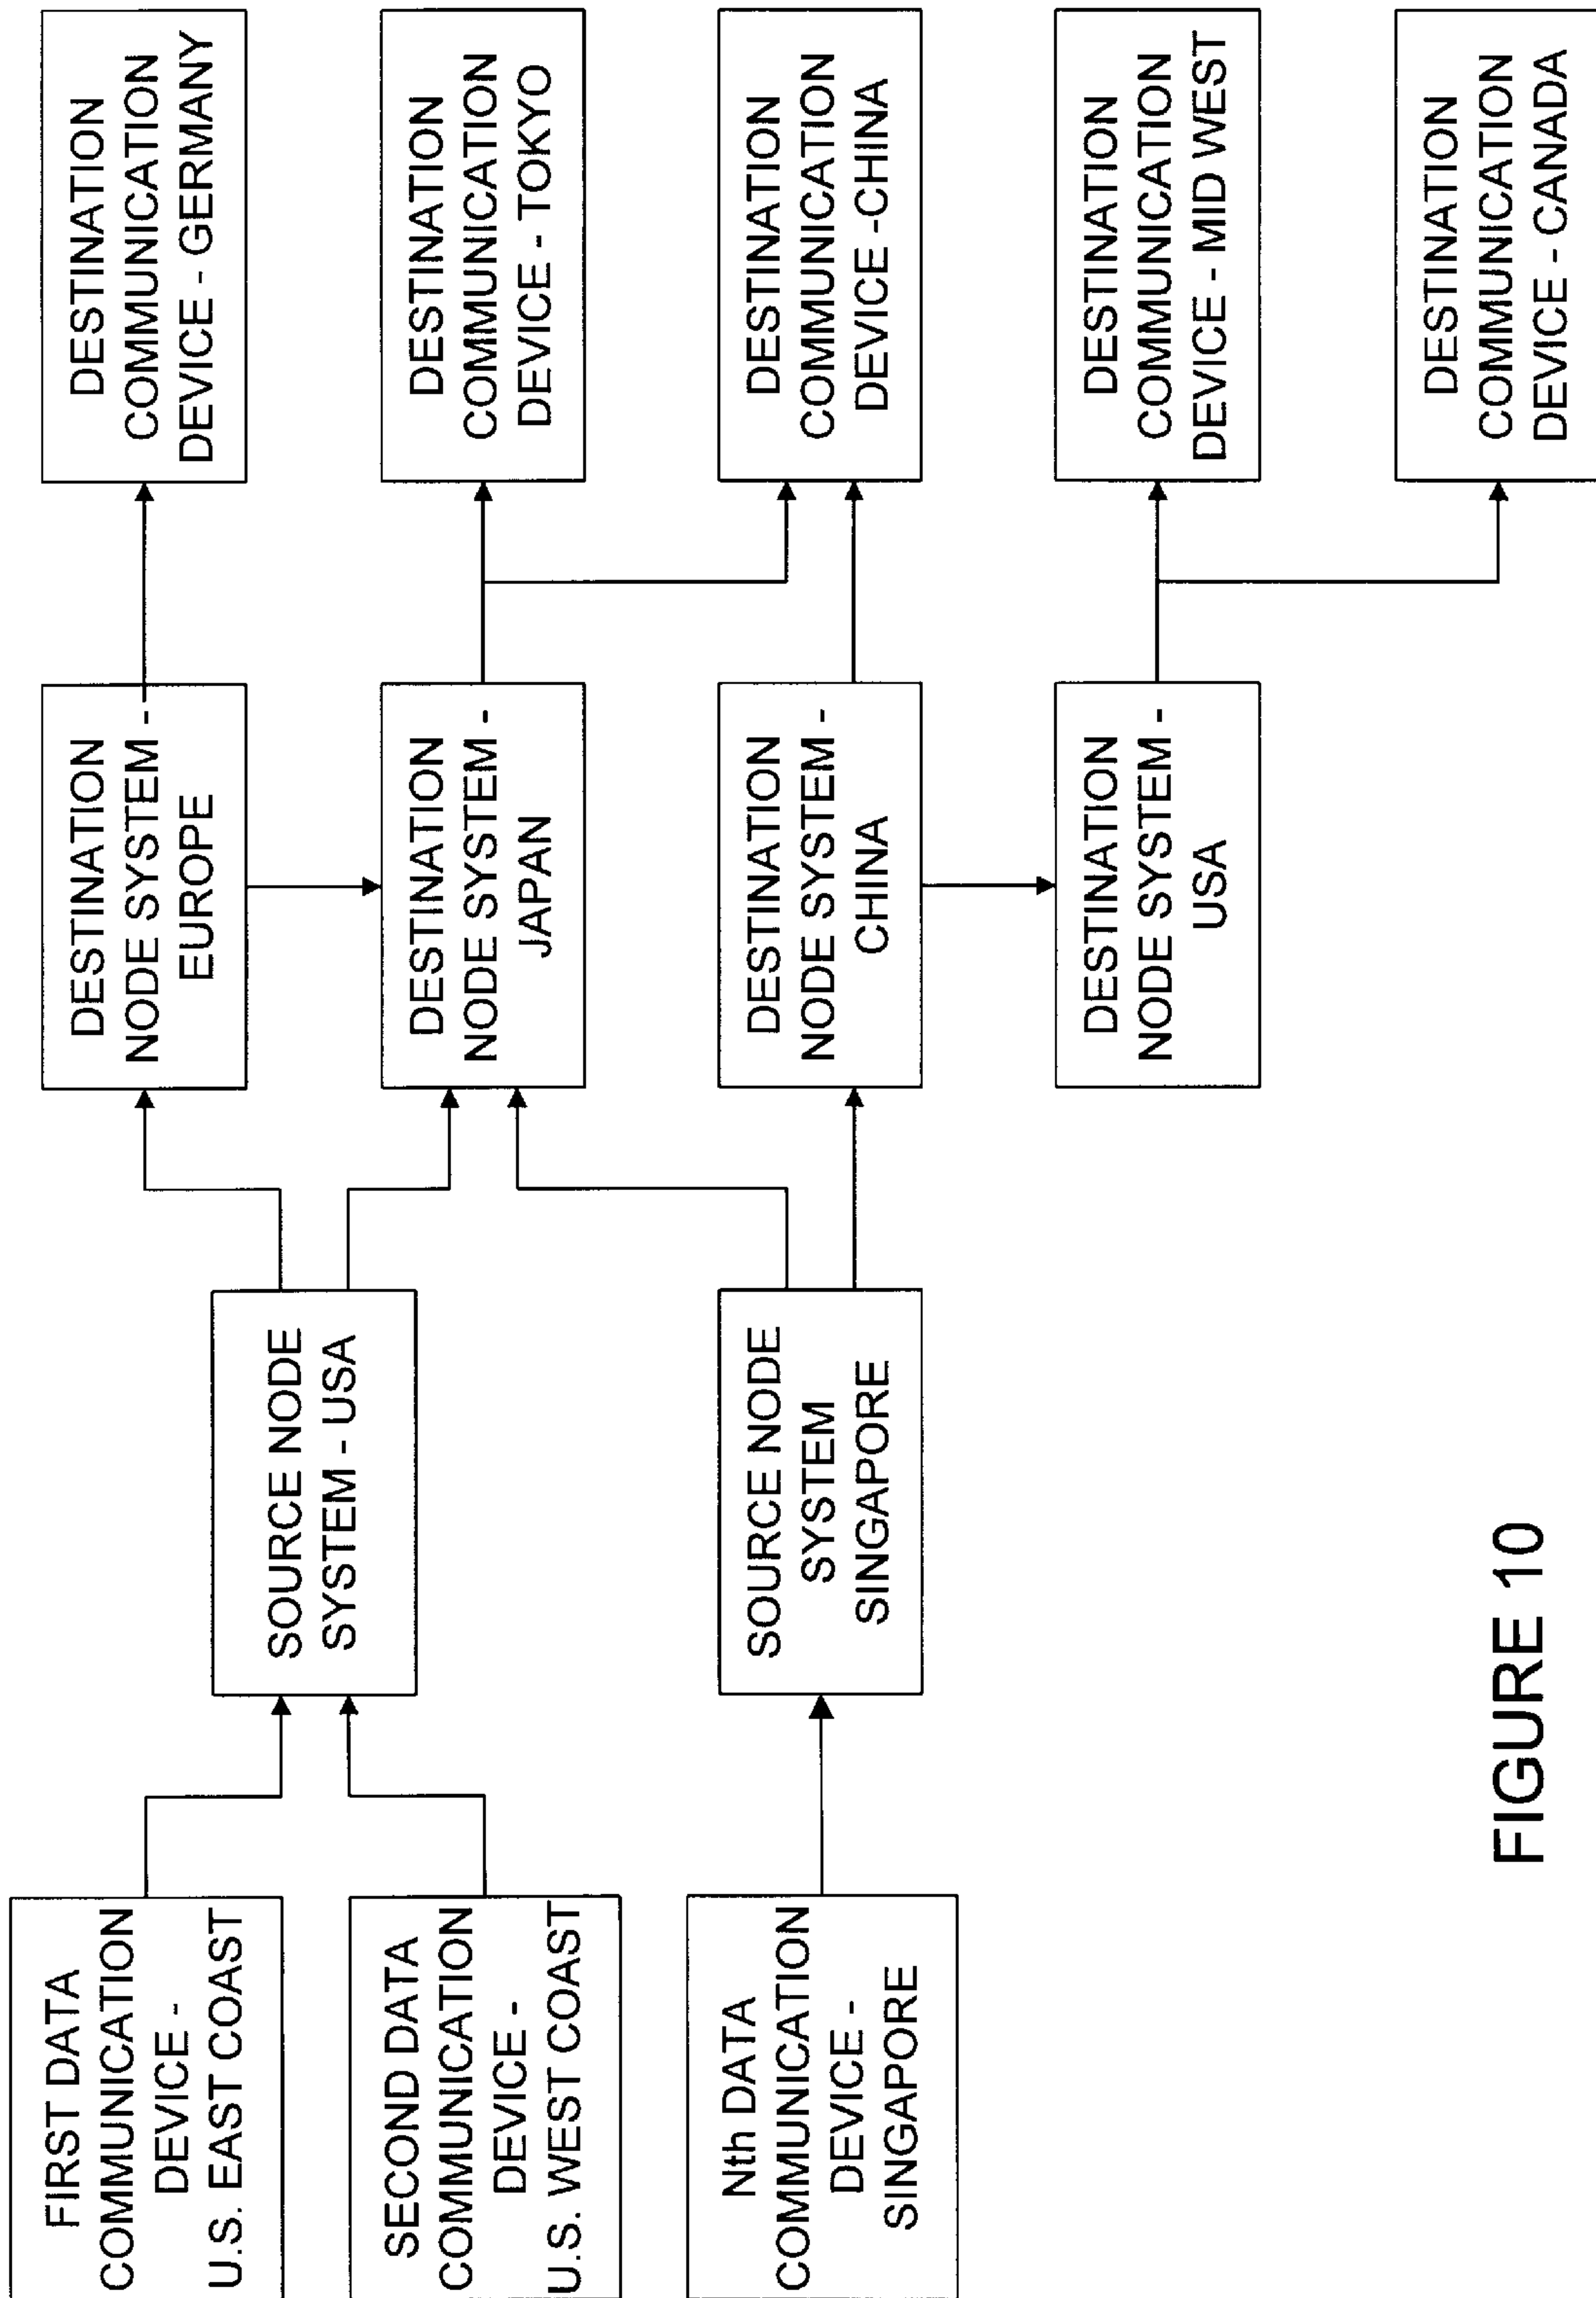 FIRST DATA
COMMUNICATION
DEVICE -
U.S. EAST COAST
SECOND DATA
COMMUNICATION
DEVICE -
U.S. WEST COAST
Nth DATA
COMMUNICATION
DEVICE -
SINGAPORE
SOURCE NODE
SYSTEM - USA
SOURCE NODE
SYSTEM
SINGAPORE
DESTINATION
NODE SYSTEM -
EUROPE
DESTINATION
NODE SYSTEM -
JAPAN
DESTINATION
NODE SYSTEM -
CHINA
DESTINATION
NODE SYSTEM -
USA
DESTINATION
COMMUNICATION
DEVICE - GERMANY
DESTINATION
COMMUNICATION
DEVICE - TOKYO
DESTINATION
COMMUNICATION
DEVICE -CHINA
DESTINATION
COMMUNICATION
DEVICE - MID WEST
DESTINATION
COMMUNICATION
DEVICE - CANADA
FIGURE 10